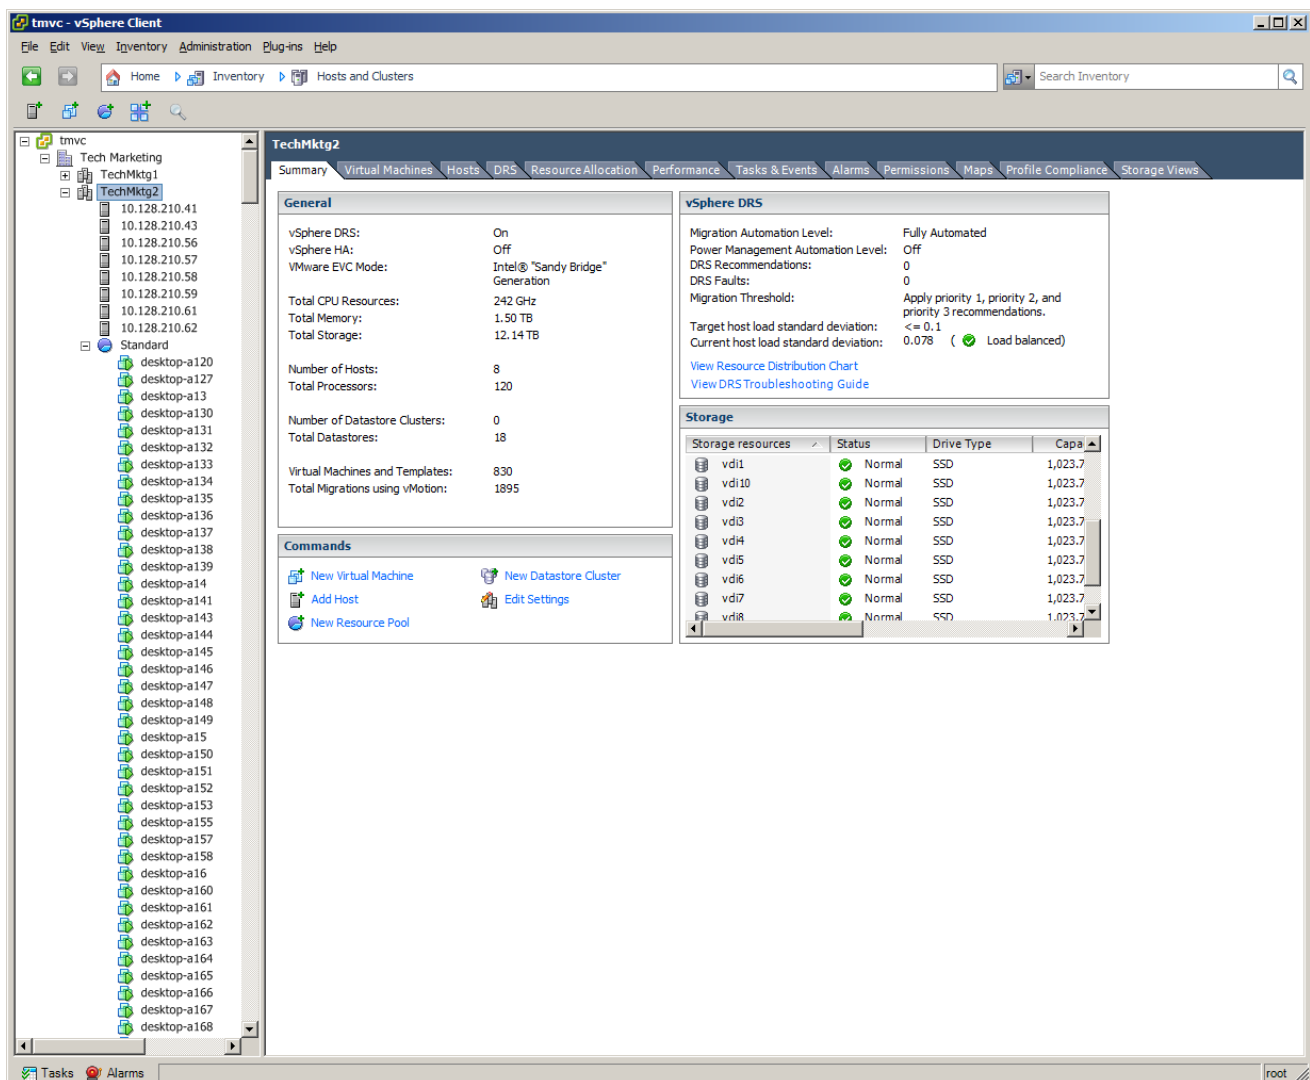 tmvc - vSphere Client
File Edit View Inventory Administration Plug-ins Help
Home Inventory Hosts and Clusters
Search Inventory
tmvc
Tech Marketing
TechMktg1
TechMktg2
10.128.210.41
10.128.210.43
10.128.210.56
10.128.210.57
10.128.210.58
10.128.210.59
10.128.210.61
10.128.210.62
Standard
desktop-a120
desktop-a127
desktop-a13
desktop-a130
desktop-a131
desktop-a132
desktop-a133
desktop-a134
desktop-a135
desktop-a136
desktop-a137
desktop-a138
desktop-a139
desktop-a14
desktop-a141
desktop-a143
desktop-a144
desktop-a145
desktop-a146
desktop-a147
desktop-a148
desktop-a149
desktop-a15
desktop-a150
desktop-a151
desktop-a152
desktop-a153
desktop-a155
desktop-a157
desktop-a158
desktop-a16
desktop-a160
desktop-a161
desktop-a162
desktop-a163
desktop-a164
desktop-a165
desktop-a166
desktop-a167
desktop-a168
TechMktg2
Summary Virtual Machines Hosts DRS Resource Allocation Performance Tasks & Events Alarms Permissions Maps Profile Compliance Storage Views
General
vSphere DRS: On
vSphere HA: Off
VMware EVC Mode: Intel® "Sandy Bridge"
Generation
Total CPU Resources: 242 GHz
Total Memory: 1.50 TB
Total Storage: 12.14 TB
Number of Hosts: 8
Total Processors: 120
Number of Datastore Clusters: 0
Total Datastores: 18
Virtual Machines and Templates: 830
Total Migrations using vMotion: 1895
Commands
New Virtual Machine New Datastore Cluster
Add Host Edit Settings
New Resource Pool
vSphere DRS
Migration Automation Level: Fully Automated
Power Management Automation Level: Off
DRS Recommendations: 0
DRS Faults: 0
Migration Threshold: Apply priority 1, priority 2, and
priority 3 recommendations.
Target host load standard deviation: <= 0.1
Current host load standard deviation: 0.078 ( Load balanced)
View Resource Distribution Chart
View DRS Troubleshooting Guide
Storage
Storage resources Status Drive Type Capa
vdi1 Normal SSD 1,023.7
vdi10 Normal SSD 1,023.7
vdi2 Normal SSD 1,023.7
vdi3 Normal SSD 1,023.7
vdi4 Normal SSD 1,023.7
vdi5 Normal SSD 1,023.7
vdi6 Normal SSD 1,023.7
vdi7 Normal SSD 1,023.7
vdi8 Normal SSD 1,023.7
Tasks Alarms root